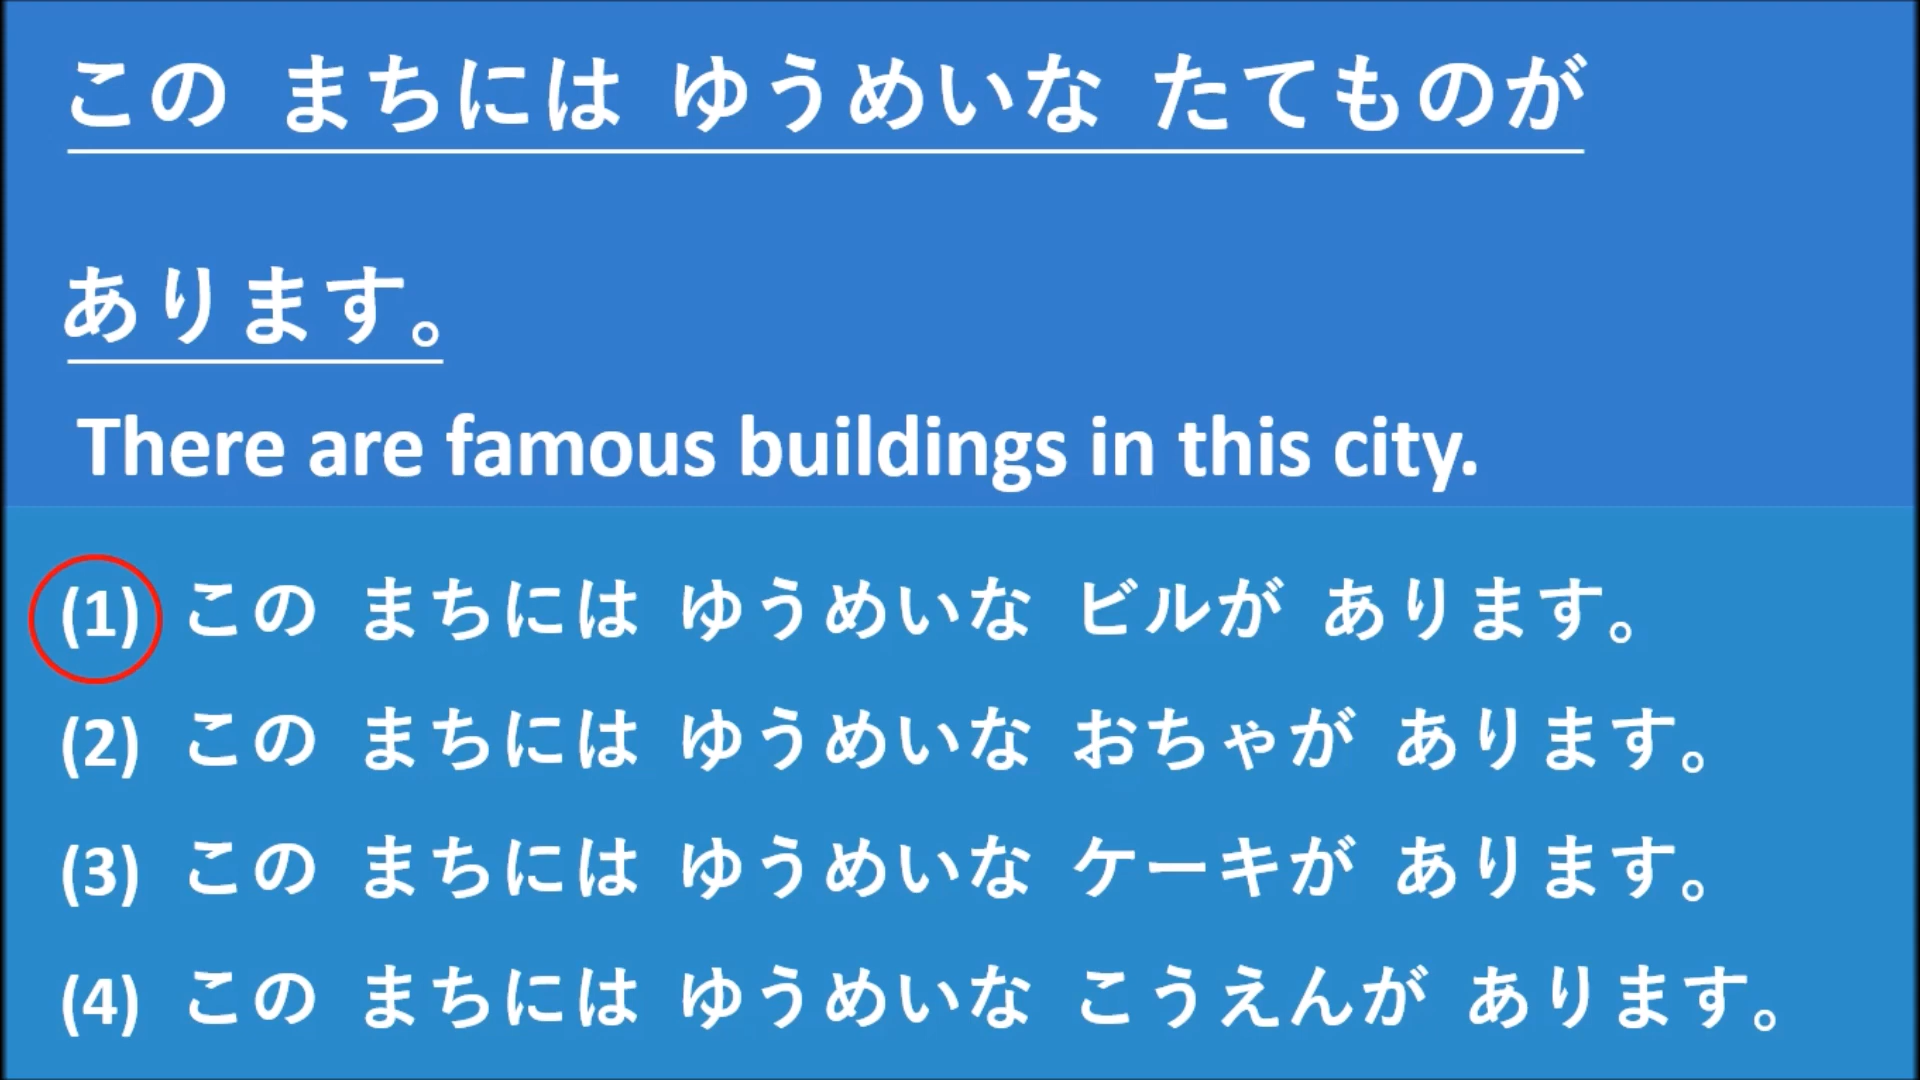 この まちには ゆうめいな たてものが
あります。
There are famous buildings in this city.
(1) この まちには ゆうめいな ビルが あります。
(2) この まちには ゆうめいな おちゃが あります。
(3) この まちには ゆうめいな ケーキが あります。
(4) この まちには ゆうめいな こうえんが あります。